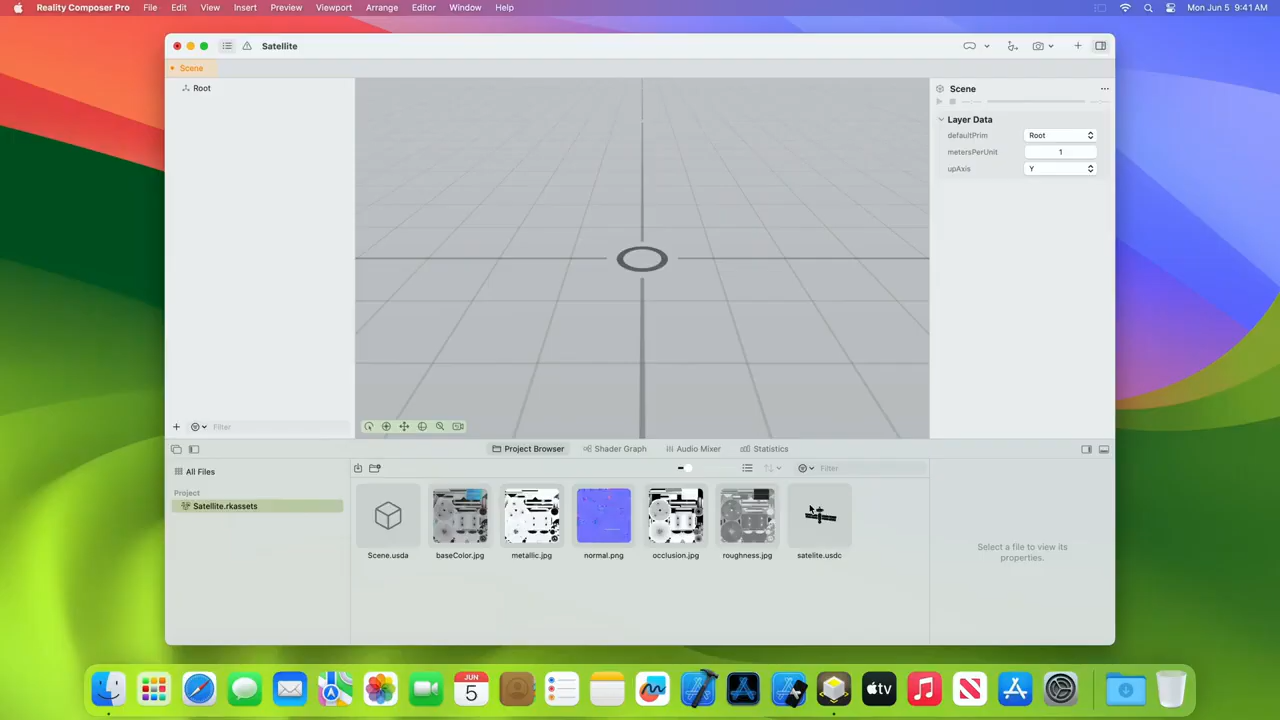 Reality Composer Pro File Edit View Insert Preview Viewport Arrange Editor Window Help Mon Jun 5 9:41 AM
Satellite
Scene
Root
Scene
Layer Data
defaultPrim Root
metersPerUnit 1
upAxis Y
Filter
Project Browser Shader Graph Audio Mixer Statistics
All Files
Filter
Project
Satellite.rkassets
Scene.usda baseColor.jpg metallic.jpg normal.png occlusion.jpg roughness.jpg satelite.usdc
Select a file to view its
properties.
JUN
5
tv